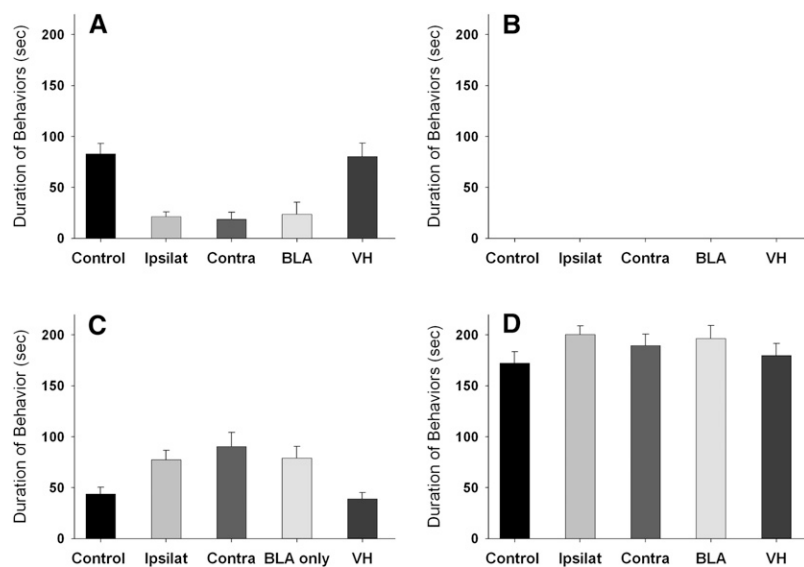 A
Duration of Behaviors (sec)
200
150
100
50
0
Control Ipsilat Contra BLA VH
B
Duration of Behaviors (sec)
200
150
100
50
0
Control Ipsilat Contra BLA VH
C
Duration of Behavior (sec)
200
150
100
50
0
Control Ipsilat Contra BLA only VH
D
Duration of Behaviors (sec)
200
150
100
50
0
Control Ipsilat Contra BLA VH